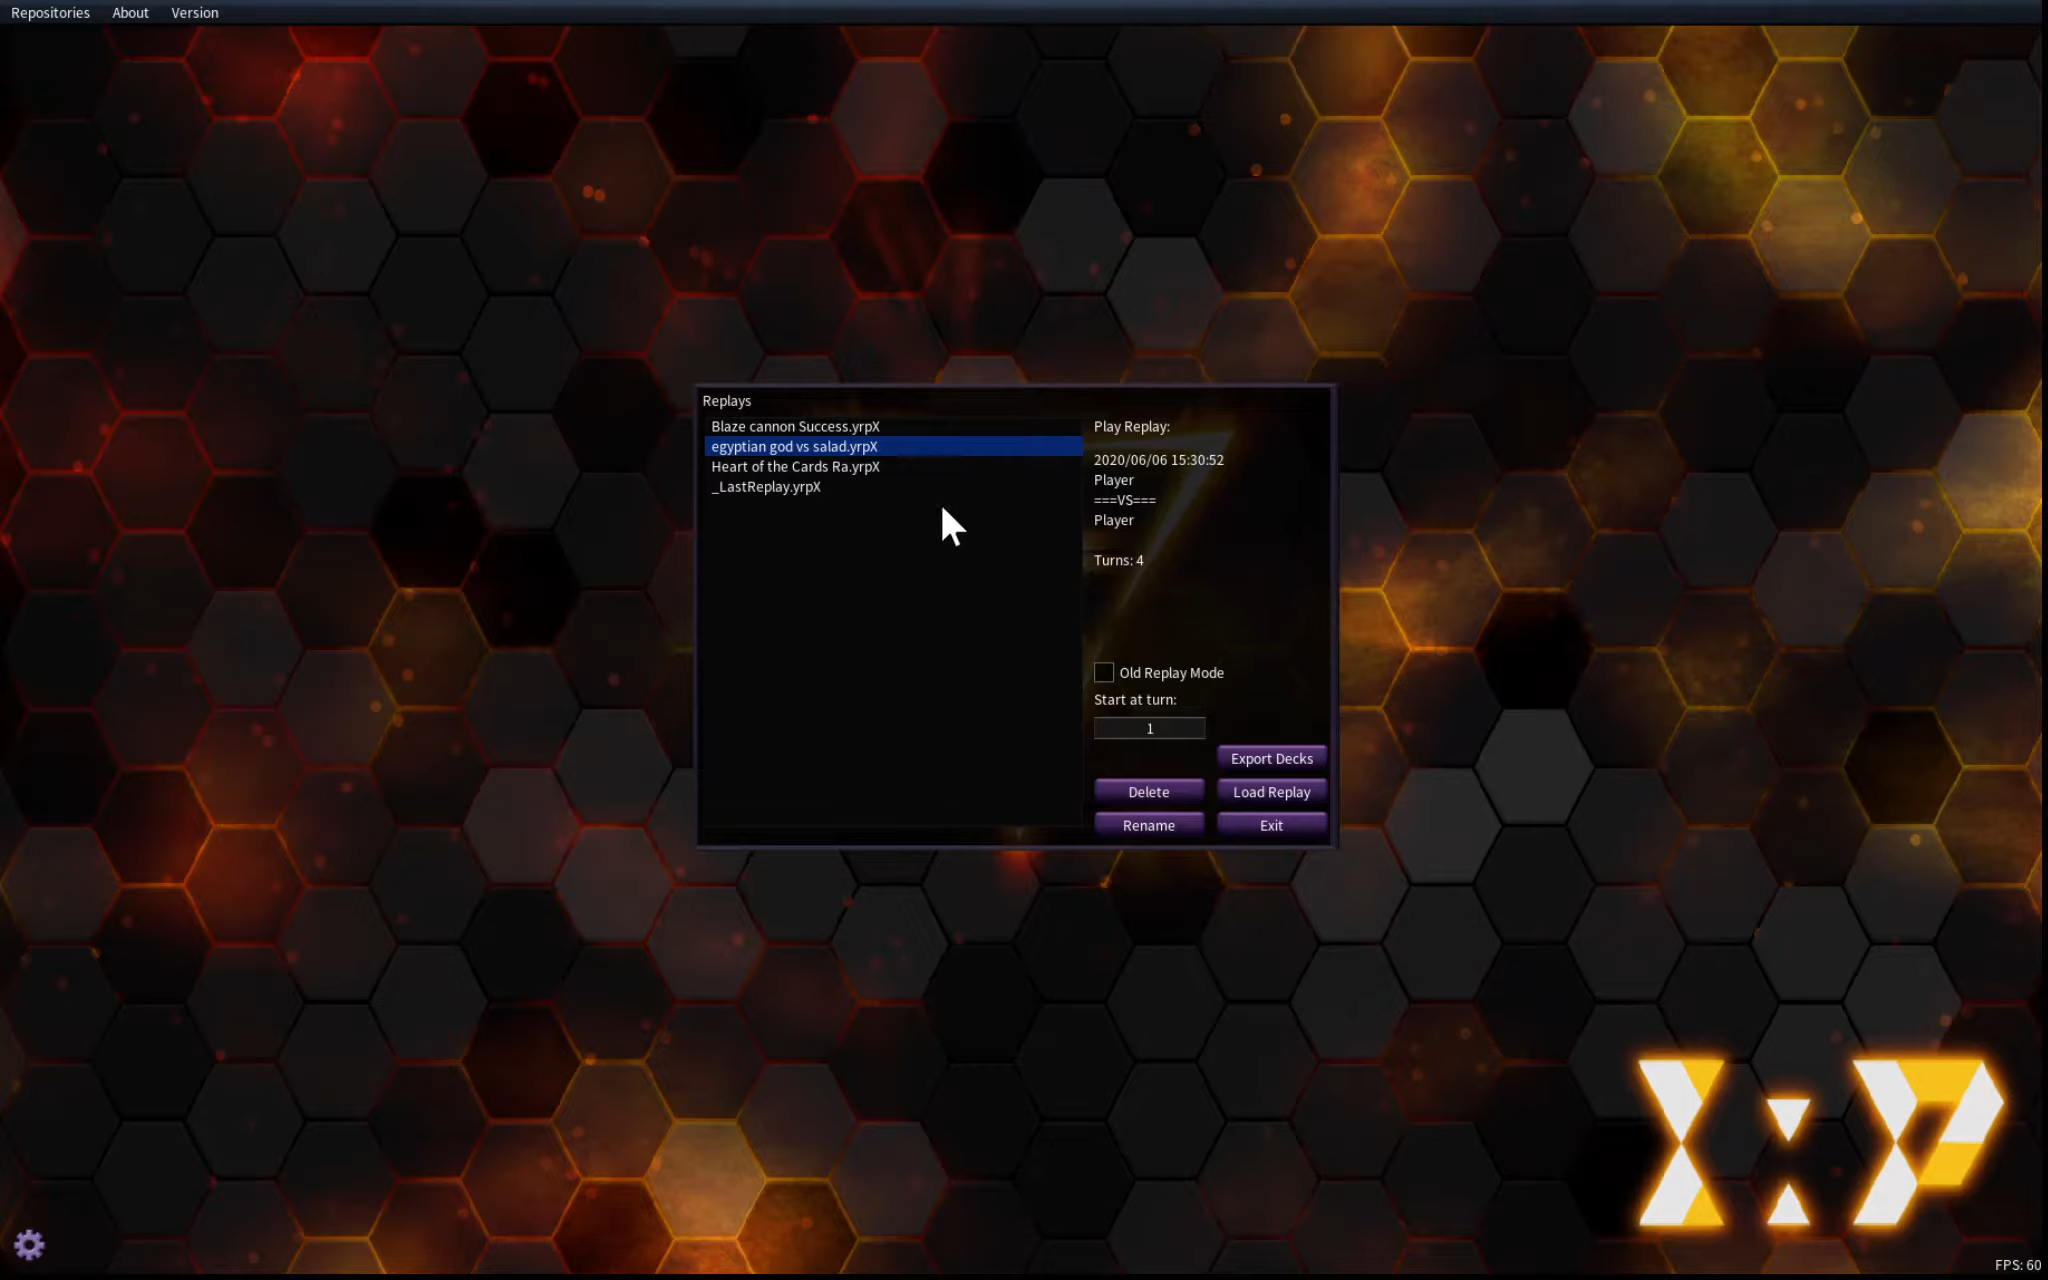 Repositories About Version
Replays
Blaze cannon Success.yrpX
egyptian god vs salad.yrpX
Heart of the Cards Ra.yrpX
_LastReplay.yrpX
Play Replay:
2020/06/06 15:30:52
Player
===VS===
Player
Turns: 4
Old Replay Mode
Start at turn:
1
Export Decks
Delete Load Replay
Rename Exit
X:P
FPS: 60